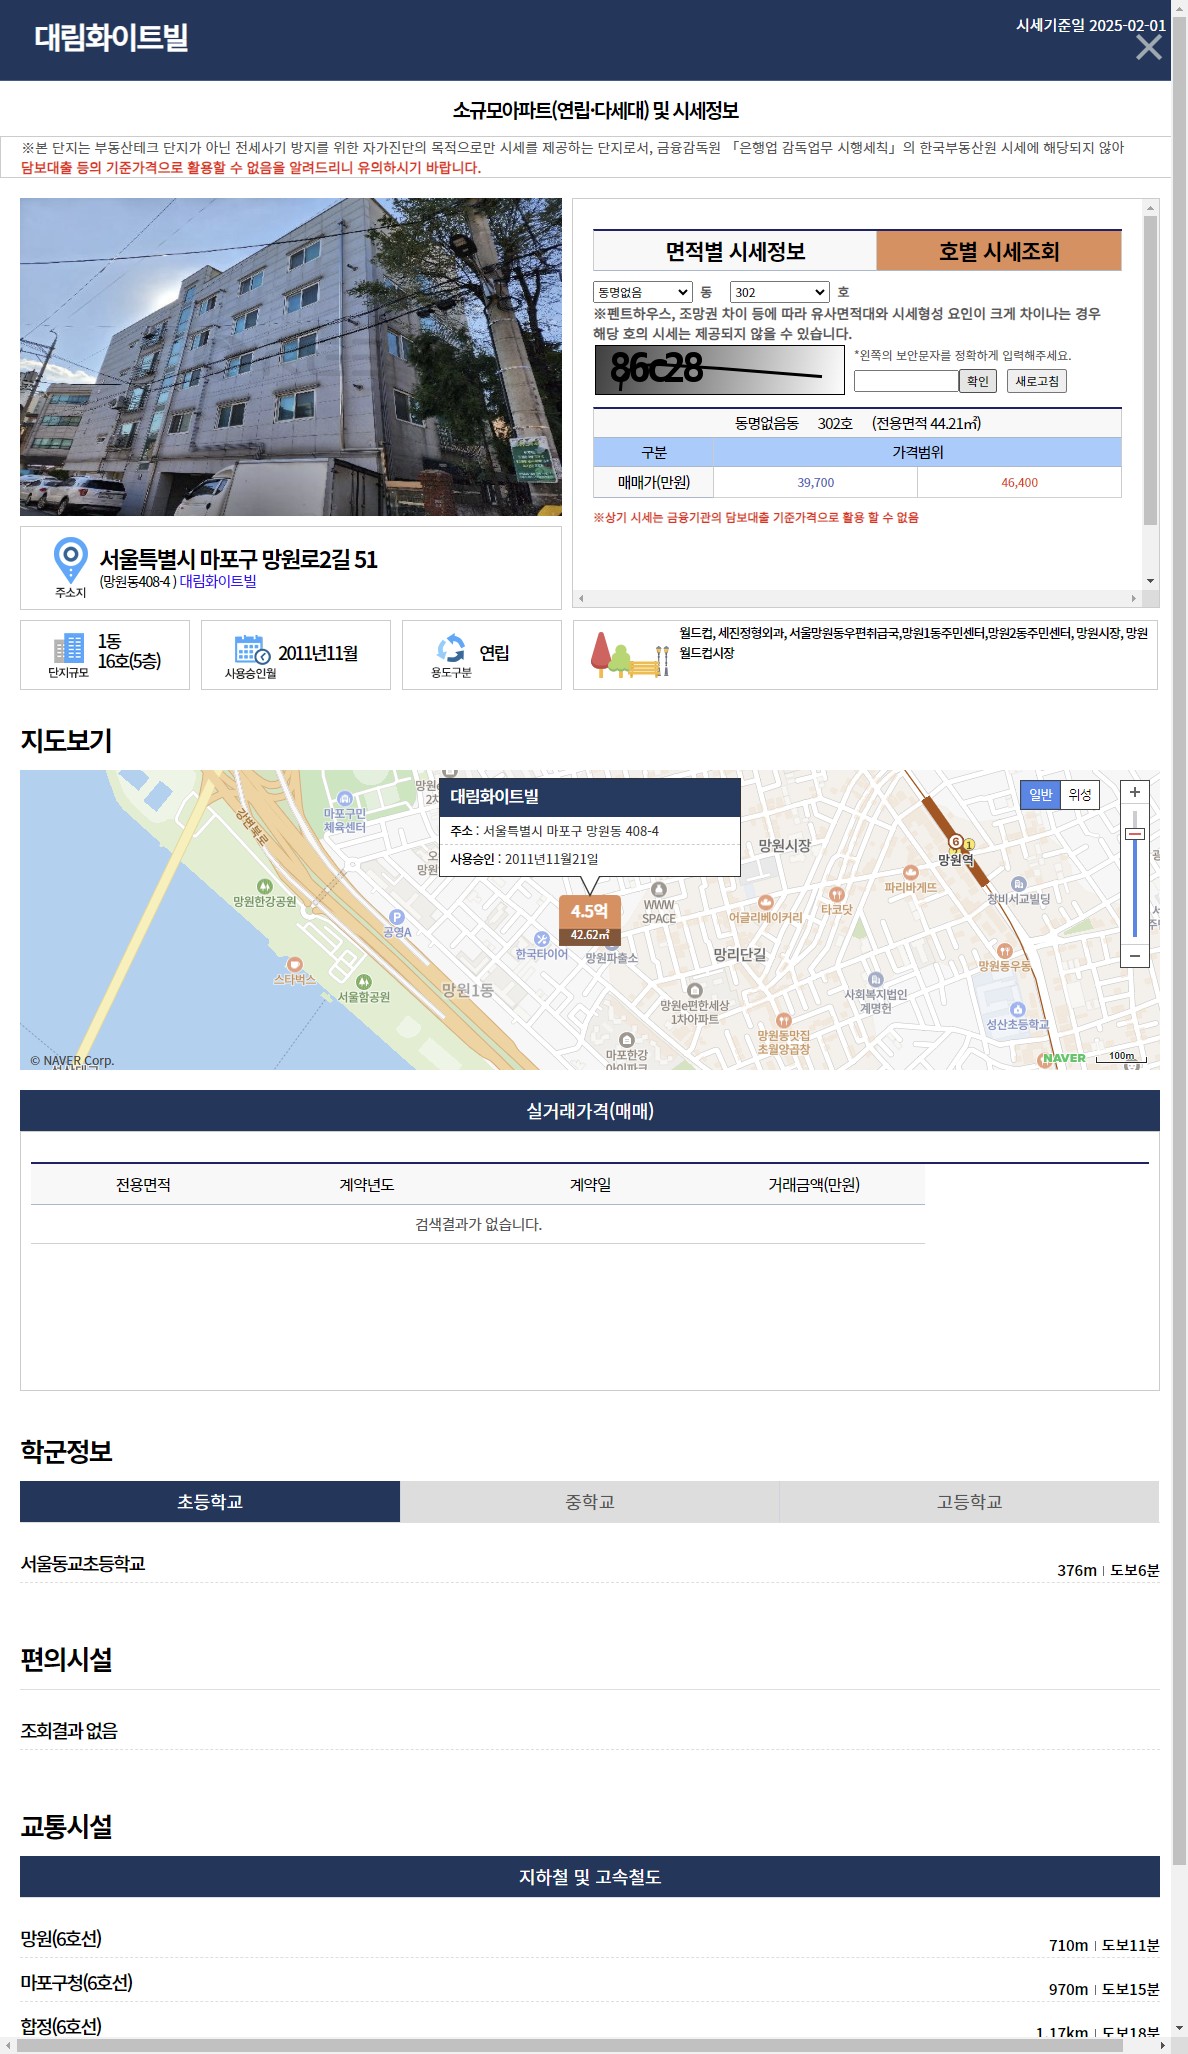 대림화이트빌
시세기준일 2025-02-01
소규모아파트(연립·다세대) 및 시세정보
※본 단지는 부동산테크 단지가 아닌 전세사기 방지를 위한 자가진단의 목적으로만 시세를 제공하는 단지로서, 금융감독원 「은행업 감독업무 시행세칙」의 한국부동산원 시세에 해당되지 않아
담보대출 등의 기준가격으로 활용할 수 없음을 알려드리니 유의하시기 바랍니다.
면적별 시세정보
호별 시세조회
동명없음 동 302 호
※펜트하우스, 조망권 차이 등에 따라 유사면적대와 시세형성 요인이 크게 차이나는 경우
해당 호의 시세는 제공되지 않을 수 있습니다.
86c28
*왼쪽의 보안문자를 정확하게 입력해주세요.
확인 새로고침
동명없음동 302호 (전용면적 44.21㎡)
구분 가격범위
매매가(만원) 39,700 46,400
※상기 시세는 금융기관의 담보대출 기준가격으로 활용 할 수 없음
주소지
서울특별시 마포구 망원로2길 51
(망원동408-4 ) 대림화이트빌
단지규모
1동
16호(5층)
사용승인월
2011년11월
용도구분
연립
월드컵, 세진정형외과, 서울망원동우편취급국,망원1동주민센터,망원2동주민센터, 망원시장, 망원
월드컵시장
지도보기
대림화이트빌
주소 : 서울특별시 마포구 망원동 408-4
사용승인 : 2011년11월21일
4.5억
42.62㎡
일반 위성
강변북로
마포구민
체육센터
망원한강공원
공영A
스타벅스
서울함공원
망원1동
한국타이어
망원파출소
WWW
SPACE
망원시장
어글리베이커리
타코닷
파리바게뜨
망원역
6
1
창비서교빌딩
망리단길
망원동우동
사회복지법인
계명헌
성산초등학교
망원e편한세상
1차아파트
망원동맛집
초월양곱창
마포한강
아이파크
© NAVER Corp.
NAVER
100m
실거래가격(매매)
전용면적 계약년도 계약일 거래금액(만원)
검색결과가 없습니다.
학군정보
초등학교 중학교 고등학교
서울동교초등학교
376m | 도보6분
편의시설
조회결과 없음
교통시설
지하철 및 고속철도
망원(6호선)
710m | 도보11분
마포구청(6호선)
970m | 도보15분
합정(6호선)
1.17km | 도보18분